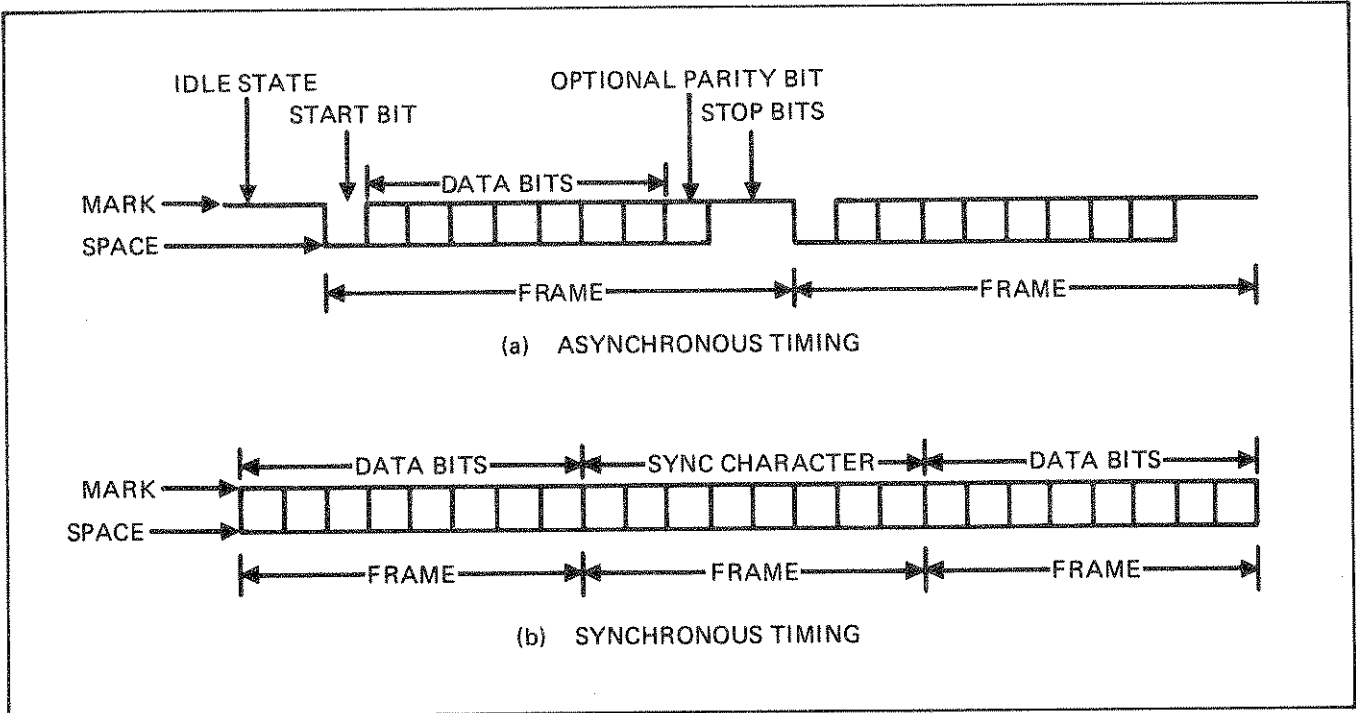 IDLE STATE
OPTIONAL PARITY BIT
START BIT
STOP BITS
DATA BITS
MARK
SPACE
FRAME FRAME
(a) ASYNCHRONOUS TIMING
DATA BITS SYNC CHARACTER DATA BITS
MARK
SPACE
FRAME FRAME FRAME
(b) SYNCHRONOUS TIMING